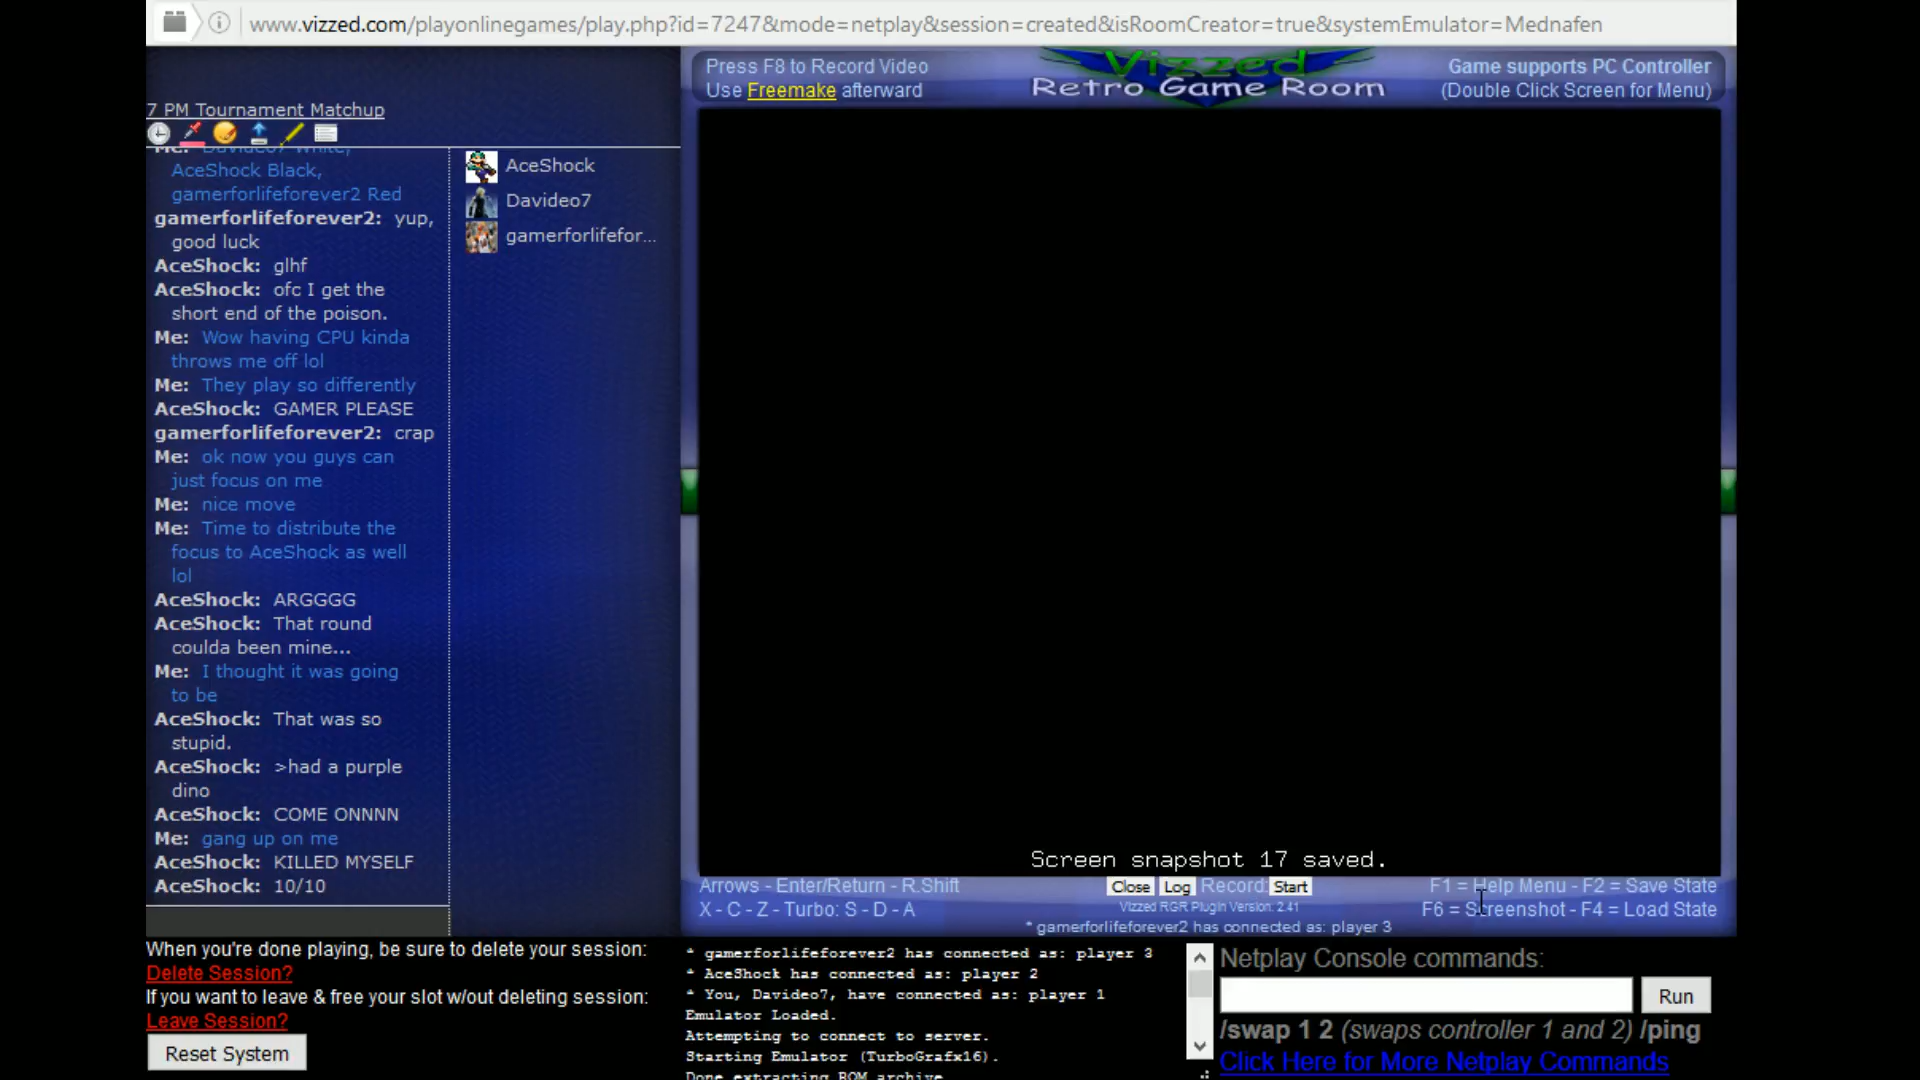 www.vizzed.com/playonlinegames/play.php?id=7247&mode=netplay&session=created&isRoomCreator=true&systemEmulator=Mednafen
Press F8 to Record Video
Use Freemake afterward
Vizzed
Retro Game Room
Game supports PC Controller
(Double Click Screen for Menu)
7 PM Tournament Matchup
Me: Davideo7 White,
AceShock Black,
gamerforlifeforever2 Red
gamerforlifeforever2: yup,
good luck
AceShock: glhf
AceShock: ofc I get the
short end of the poison.
Me: Wow having CPU kinda
throws me off lol
Me: They play so differently
AceShock: GAMER PLEASE
gamerforlifeforever2: crap
Me: ok now you guys can
just focus on me
Me: nice move
Me: Time to distribute the
focus to AceShock as well
lol
AceShock: ARGGGG
AceShock: That round
coulda been mine...
Me: I thought it was going
to be
AceShock: That was so
stupid.
AceShock: >had a purple
dino
AceShock: COME ONNNN
Me: gang up on me
AceShock: KILLED MYSELF
AceShock: 10/10
AceShock
Davideo7
gamerforlifefor...
Screen snapshot 17 saved.
Arrows - Enter/Return - R.Shift
X - C - Z - Turbo: S - D - A
Close Log Record: Start
Vizzed RGR Plugin Version: 2.41
* gamerforlifeforever2 has connected as: player 3
F1 = Help Menu - F2 = Save State
F6 = Screenshot - F4 = Load State
When you're done playing, be sure to delete your session:
Delete Session?
If you want to leave & free your slot w/out deleting session:
Leave Session?
Reset System
* gamerforlifeforever2 has connected as: player 3
* AceShock has connected as: player 2
* You, Davideo7, have connected as: player 1
Emulator Loaded.
Attempting to connect to server.
Starting Emulator (TurboGrafx16).
Done extracting ROM archive
Netplay Console commands:
Run
/swap 1 2 (swaps controller 1 and 2) /ping
Click Here for More Netplay Commands